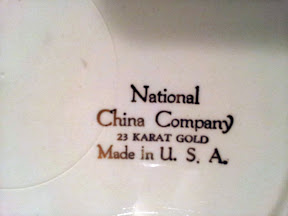 National
China Company
23 KARAT GOLD
Made in U. S. A.